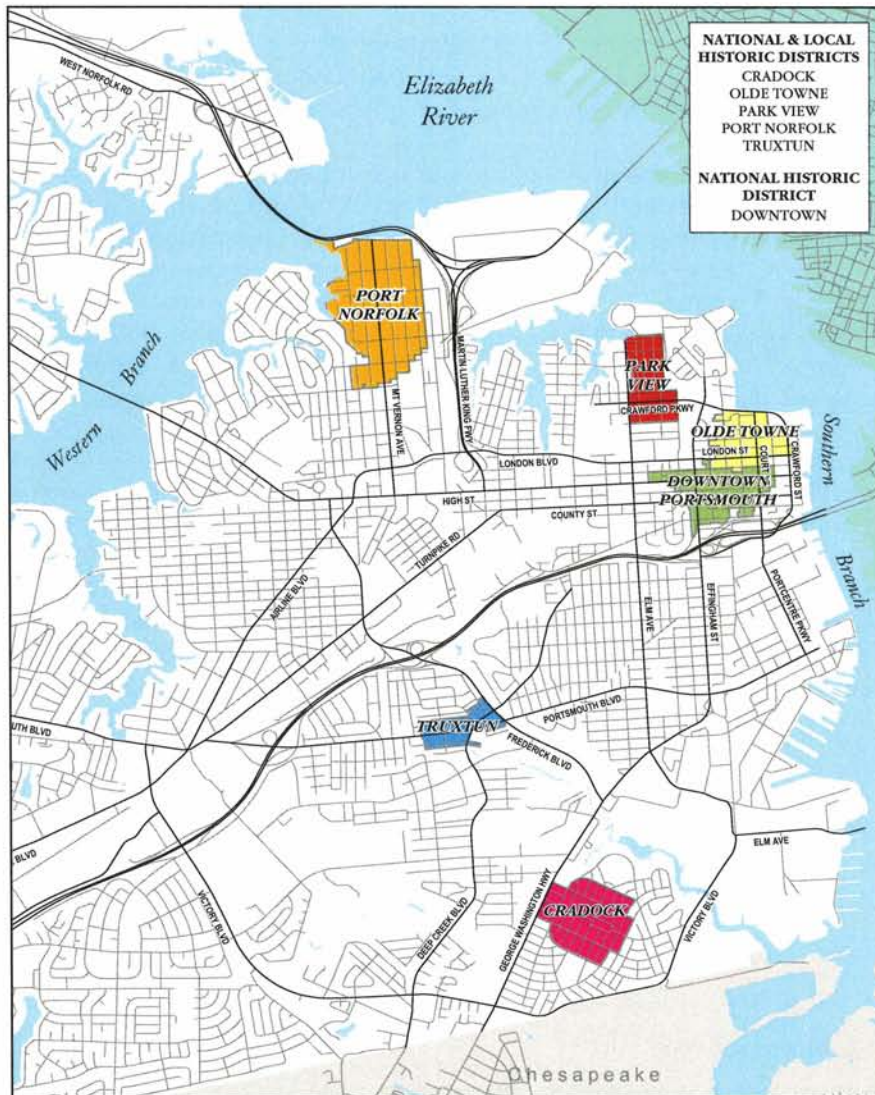 NATIONAL & LOCAL
HISTORIC DISTRICTS
CRADOCK
OLDE TOWNE
PARK VIEW
PORT NORFOLK
TRUXTUN
NATIONAL HISTORIC
DISTRICT
DOWNTOWN
WEST NORFOLK RD
Elizabeth
River
PORT
NORFOLK
MARTIN LUTHER KING FWY
MT VERNON AVE
Western
Branch
PARK
VIEW
CRAWFORD PKWY
OLDE TOWNE
LONDON ST
COURT
CRAWFORD ST
Southern
Branch
LONDON BLVD
DOWNTOWN
PORTSMOUTH
HIGH ST
COUNTY ST
TURNPIKE RD
AIRLINE BLVD
ELM AVE
EFFINGHAM ST
PORTCENTRE PKWY
UTH BLVD
TRUXTUN
PORTSMOUTH BLVD
FREDERICK BLVD
BLVD
ELM AVE
VICTORY BLVD
DEEP CREEK BLVD
GEORGE WASHINGTON HWY
CRADOCK
VICTORY BLVD
Chesapeake